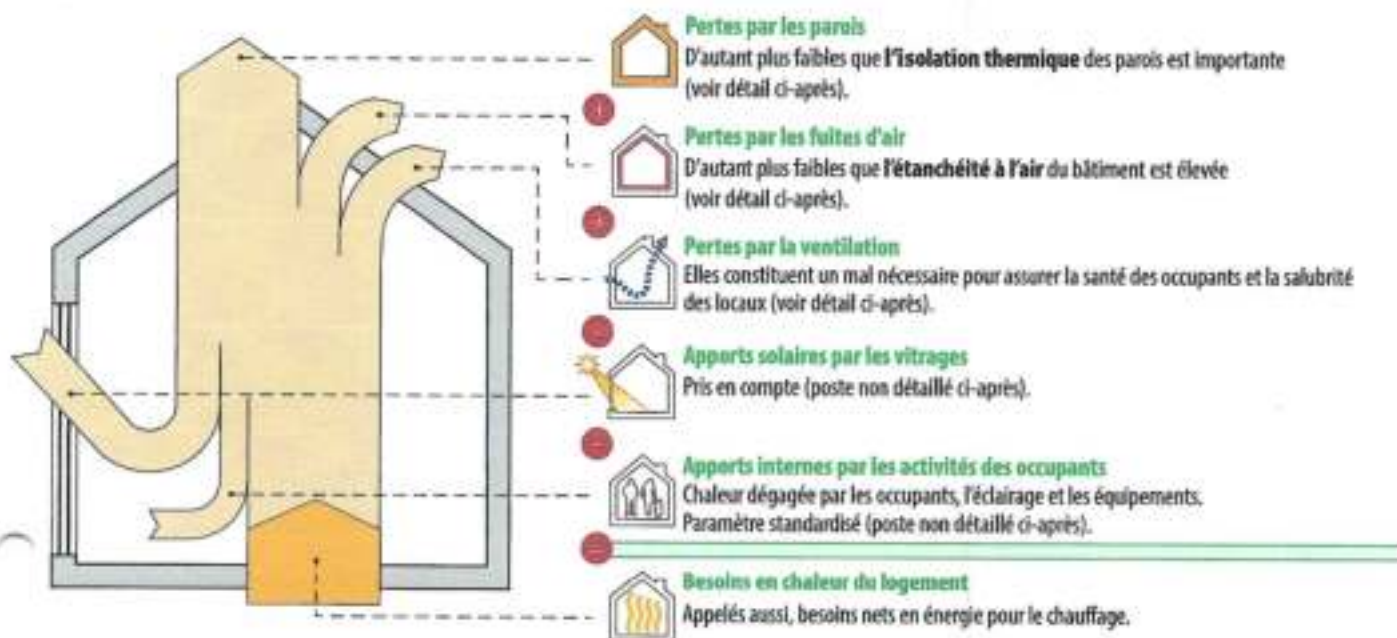 Pertes par les parois
D'autant plus faibles que l'isolation thermique des parois est importante
(voir détail ci-après).
Pertes par les fuites d'air
D'autant plus faibles que l'étanchéité à l'air du bâtiment est élevée
(voir détail ci-après).
Pertes par la ventilation
Elles constituent un mal nécessaire pour assurer la santé des occupants et la salubrité
des locaux (voir détail ci-après).
Apports solaires par les vitrages
Pris en compte (poste non détaillé ci-après).
Apports internes par les activités des occupants
Chaleur dégagée par les occupants, l'éclairage et les équipements.
Paramètre standardisé (poste non détaillé ci-après).
Besoins en chaleur du logement
Appelés aussi, besoins nets en énergie pour le chauffage.